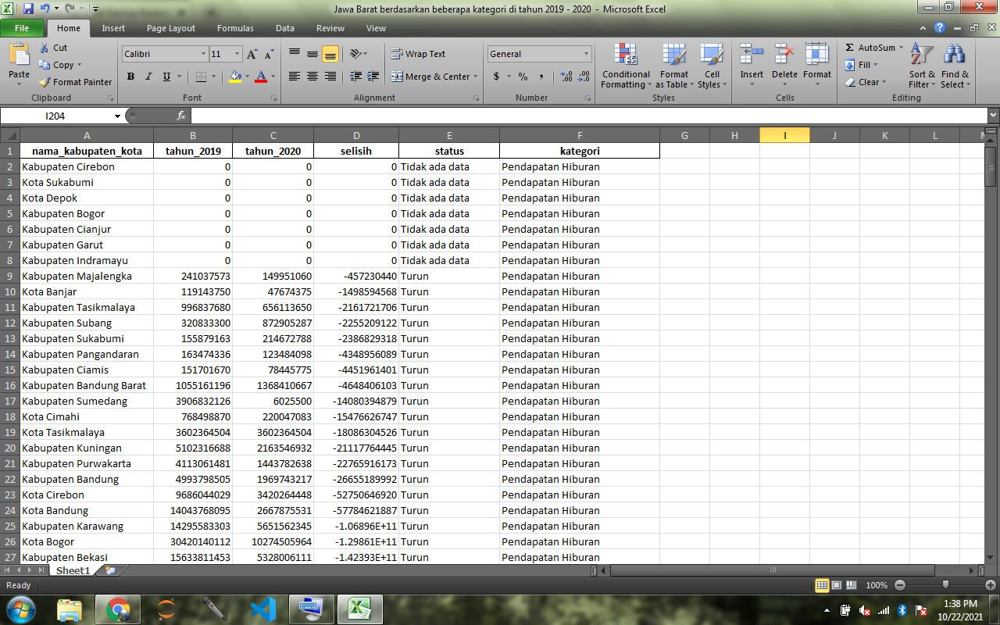 Jawa Barat berdasarkan beberapa kategori di tahun 2019 - 2020 - Microsoft Excel
File Home Insert Page Layout Formulas Data Review View
Paste Cut Copy Format Painter Clipboard
Calibri 11 B I U A A A Font
Wrap Text Merge & Center Alignment
General $ % , .00 .0 Number
Conditional Formatting Format as Table Cell Styles Styles
Insert Delete Format Cells
Σ AutoSum Fill Clear Sort & Filter Find & Select Editing
I204 fx
A B C D E F G H I J K L
1 nama_kabupaten_kota tahun_2019 tahun_2020 selisih status kategori
2 Kabupaten Cirebon 0 0 0 Tidak ada data Pendapatan Hiburan
3 Kota Sukabumi 0 0 0 Tidak ada data Pendapatan Hiburan
4 Kota Depok 0 0 0 Tidak ada data Pendapatan Hiburan
5 Kabupaten Bogor 0 0 0 Tidak ada data Pendapatan Hiburan
6 Kabupaten Cianjur 0 0 0 Tidak ada data Pendapatan Hiburan
7 Kabupaten Garut 0 0 0 Tidak ada data Pendapatan Hiburan
8 Kabupaten Indramayu 0 0 0 Tidak ada data Pendapatan Hiburan
9 Kabupaten Majalengka 241037573 149951060 -457230440 Turun Pendapatan Hiburan
10 Kota Banjar 119143750 47674375 -1498594568 Turun Pendapatan Hiburan
11 Kabupaten Tasikmalaya 996837680 656113650 -2161721706 Turun Pendapatan Hiburan
12 Kabupaten Subang 320833300 872905287 -2255209122 Turun Pendapatan Hiburan
13 Kabupaten Sukabumi 155879163 214672788 -2386829318 Turun Pendapatan Hiburan
14 Kabupaten Pangandaran 163474336 123484098 -4348956089 Turun Pendapatan Hiburan
15 Kabupaten Ciamis 151701670 78445775 -4451961401 Turun Pendapatan Hiburan
16 Kabupaten Bandung Barat 1055161196 1368410667 -4648406103 Turun Pendapatan Hiburan
17 Kabupaten Sumedang 3906832126 6025500 -14080394879 Turun Pendapatan Hiburan
18 Kota Cimahi 768498870 220047083 -15476626747 Turun Pendapatan Hiburan
19 Kota Tasikmalaya 3602364504 3602364504 -18086304526 Turun Pendapatan Hiburan
20 Kabupaten Kuningan 5102316688 2163546932 -21117764445 Turun Pendapatan Hiburan
21 Kabupaten Purwakarta 4113061481 1443782638 -22765916173 Turun Pendapatan Hiburan
22 Kabupaten Bandung 4993798505 1969743217 -26655189992 Turun Pendapatan Hiburan
23 Kota Cirebon 9686044029 3420264448 -52750646920 Turun Pendapatan Hiburan
24 Kota Bandung 14043768095 2667875531 -57784621887 Turun Pendapatan Hiburan
25 Kabupaten Karawang 14295583303 5651562345 -1.06896E+11 Turun Pendapatan Hiburan
26 Kota Bogor 30420140112 10274505964 -1.29861E+11 Turun Pendapatan Hiburan
27 Kabupaten Bekasi 15633811453 5328006111 -1.42393E+11 Turun Pendapatan Hiburan
Sheet1
Ready 100%
1:38 PM
10/22/2021